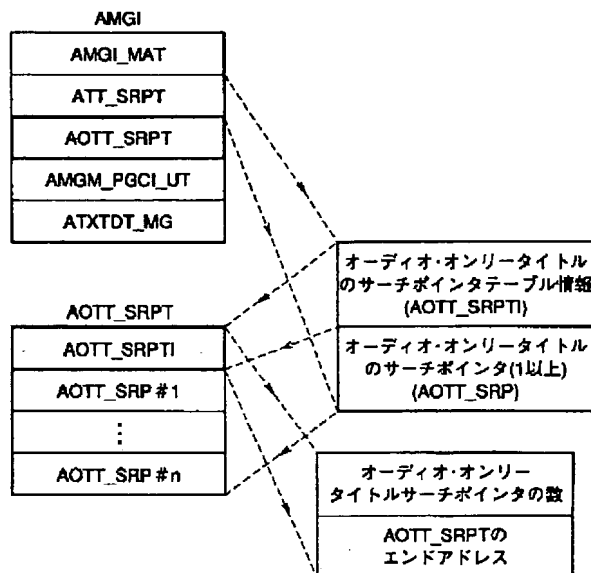 AMGI
AMGI_MAT
ATT_SRPT
AOTT_SRPT
AMGM_PGCI_UT
ATXTDT_MG
オーディオ·オンリータイトル
のサーチポインタテーブル情報
(AOTT_SRPTI)
オーディオ·オンリータイトル
のサーチポインタ(1以上)
(AOTT_SRP)
AOTT_SRPT
AOTT_SRPTI
AOTT_SRP #1
⋮
AOTT_SRP #n
オーディオ·オンリー
タイトルサーチポインタの数
AOTT_SRPTの
エンドアドレス